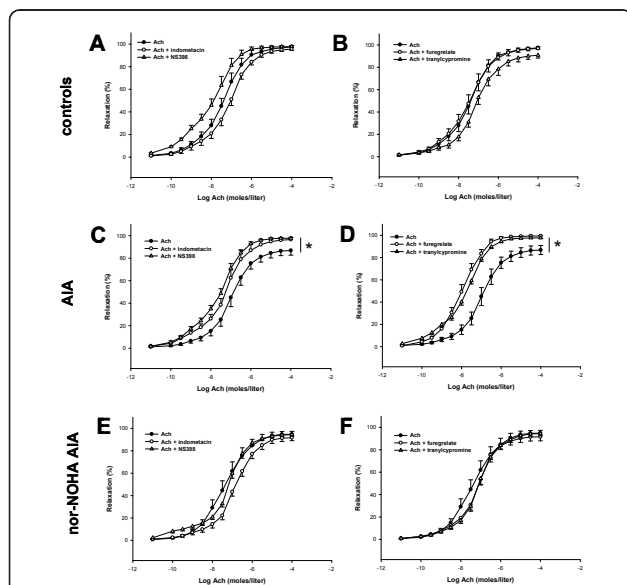 A
B
controls
Ach
Ach + indometacin
Ach + NS398
Ach
Ach + furegrelate
Ach + tranylcypromine
Relaxation (%)
100
80
60
40
20
0
-12
-10
-8
-6
-4
-2
Log Ach (moles/liter)
Relaxation (%)
100
80
60
40
20
0
-12
-10
-8
-6
-4
-2
Log Ach (moles/liter)
C
D
AIA
Ach
Ach + indometacin
Ach + NS398
*
Ach
Ach + furegrelate
Ach + tranylcypromine
*
Relaxation (%)
100
80
60
40
20
0
-12
-10
-8
-6
-4
-2
Log Ach (moles/liter)
Relaxation (%)
100
80
60
40
20
0
-12
-10
-8
-6
-4
-2
Log Ach (moles/liter)
E
F
nor-NOHA AIA
Ach
Ach + indometacin
Ach + NS398
Ach
Ach + furegrelate
Ach + tranylcypromine
Relaxation (%)
100
80
60
40
20
0
-12
-10
-8
-6
-4
-2
Log Ach (moles/liter)
Relaxation (%)
100
80
60
40
20
0
-12
-10
-8
-6
-4
-2
Log Ach (moles/liter)